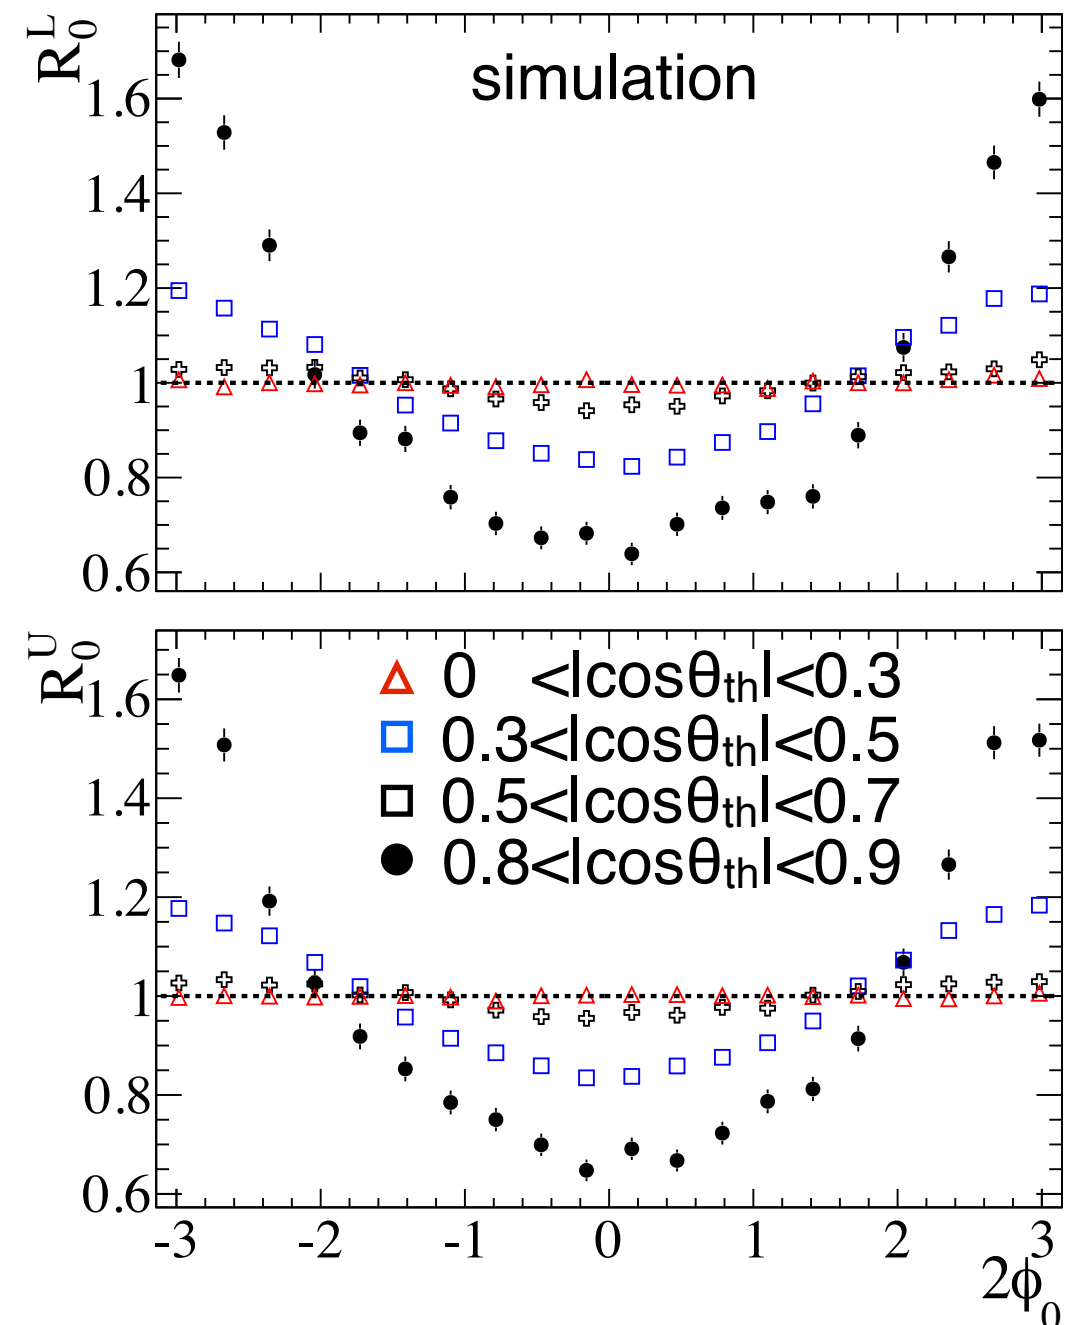 R₀ᴸ
simulation
1.6
1.4
1.2
1
0.8
0.6
R₀ᵁ
0 <|cosθth|<0.3
0.3<|cosθth|<0.5
0.5<|cosθth|<0.7
0.8<|cosθth|<0.9
1.6
1.4
1.2
1
0.8
0.6
-3 -2 -1 0 1 2 3
2ϕ₀